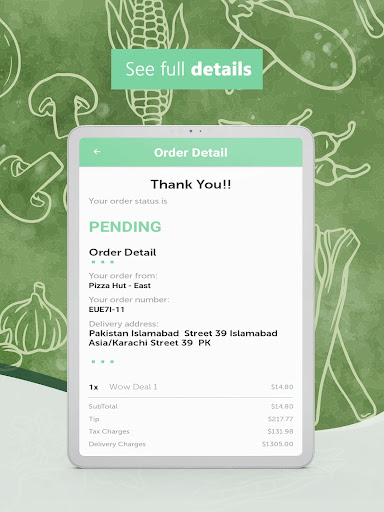 See full details
Order Detail
Thank You!!
Your order status is
PENDING
Order Detail
Your order from:
Pizza Hut - East
Your order number:
EUE7I-11
Delivery address:
Pakistan Islamabad Street 39 Islamabad
Asia/Karachi Street 39 PK
1x Wow Deal 1 $14.80
SubTotal $14.80
Tip $217.77
Tax Charges $131.98
Delivery Charges $1305.00